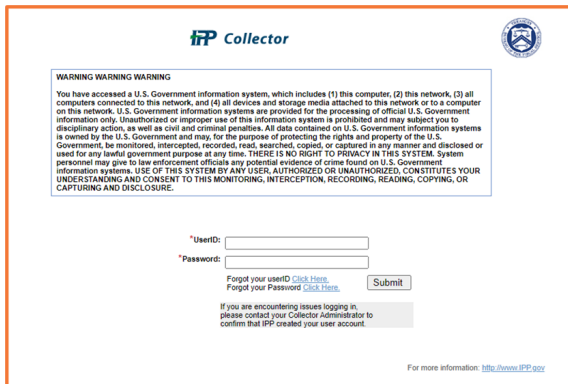 IPP Collector
WARNING WARNING WARNING
You have accessed a U.S. Government information system, which includes (1) this computer, (2) this network, (3) all
computers connected to this network, and (4) all devices and storage media attached to this network or to a computer
on this network. U.S. Government information systems are provided for the processing of official U.S. Government
information only. Unauthorized or improper use of this information system is prohibited and may subject you to
disciplinary action, as well as civil and criminal penalties. All data contained on U.S. Government information systems
is owned by the U.S. Government and may, for the purpose of protecting the rights and property of the U.S.
Government, be monitored, intercepted, recorded, read, searched, copied, or captured in any manner and disclosed or
used for any lawful government purpose at any time. THERE IS NO RIGHT TO PRIVACY IN THIS SYSTEM. System
personnel may give to law enforcement officials any potential evidence of crime found on U.S. Government
information systems. USE OF THIS SYSTEM BY ANY USER, AUTHORIZED OR UNAUTHORIZED, CONSTITUTES YOUR
UNDERSTANDING AND CONSENT TO THIS MONITORING, INTERCEPTION, RECORDING, READING, COPYING, OR
CAPTURING AND DISCLOSURE.
*UserID:
*Password:
Forgot your userID Click Here.
Forgot your Password Click Here.
Submit
If you are encountering issues logging in,
please contact your Collector Administrator to
confirm that IPP created your user account.
For more information: http://www.IPP.gov